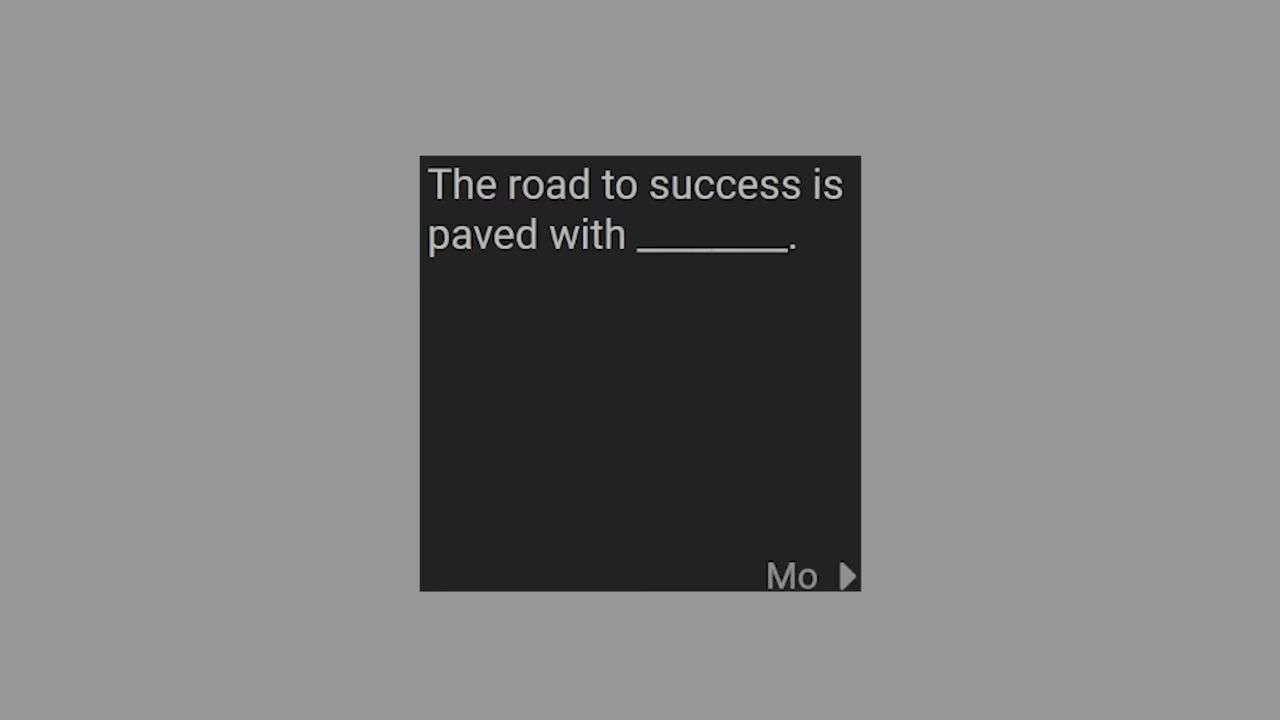 The road to success is
paved with ________.
Mo